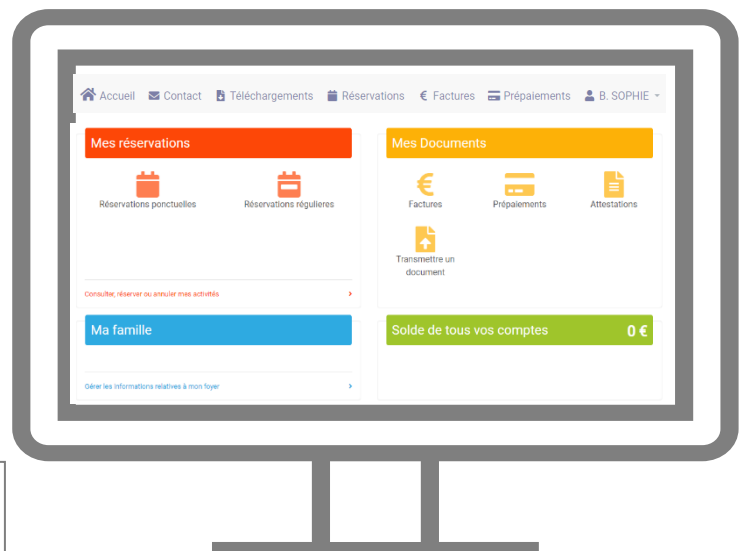 Accueil Contact Téléchargements Réservations € Factures Prépaiements B. SOPHIE
Mes réservations
Réservations ponctuelles Réservations régulieres
Consulter, réserver ou annuler mes activités
Mes Documents
Factures Prépaiements Attestations
Transmettre un
document
Ma famille
Gérer les informations relatives à mon foyer
Solde de tous vos comptes 0 €